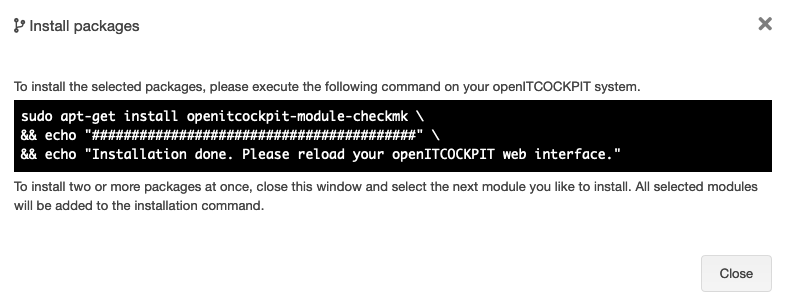 Install packages
To install the selected packages, please execute the following command on your openITCOCKPIT system.
sudo apt-get install openitcockpit-module-checkmk \
&& echo "#########################################" \
&& echo "Installation done. Please reload your openITCOCKPIT web interface."
To install two or more packages at once, close this window and select the next module you like to install. All selected modules
will be added to the installation command.
Close